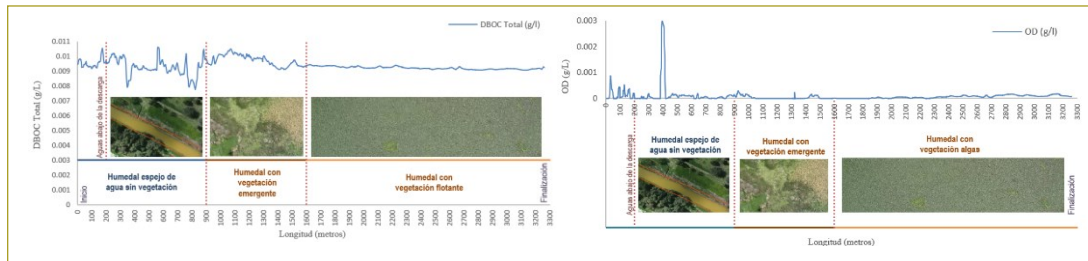 DBOC Total (g/l)
0.011
0.010
0.009
0.008
0.007
0.006
0.005
0.004
0.003
0.002
0.001
0.000
DBOC Total (g/L)
Aguas abajo de la descarga
Inicio
Humedal espejo de
agua sin vegetación
Humedal con
vegetación
emergente
Humedal con
vegetación flotante
Finalización
0 100 200 300 400 500 600 700 800 900 1000 1100 1200 1300 1400 1500 1600 1700 1800 1900 2000 2100 2200 2300 2400 2500 2600 2700 2800 2900 3000 3100 3200 3300
Longitud (metros)
OD (g/l)
0.003
0.002
0.001
0.000
OD (g/L)
0 100 200 300 400 500 600 700 800 900 1000 1100 1200 1300 1400 1500 1600 1700 1800 1900 2000 2100 2200 2300 2400 2500 2600 2700 2800 2900 3000 3100 3200 3300
Aguas abajo de la descarga
Humedal espejo de
agua sin vegetación
Humedal con
vegetación emergente
Humedal con
vegetación algas
Finalización
Longitud (metros)